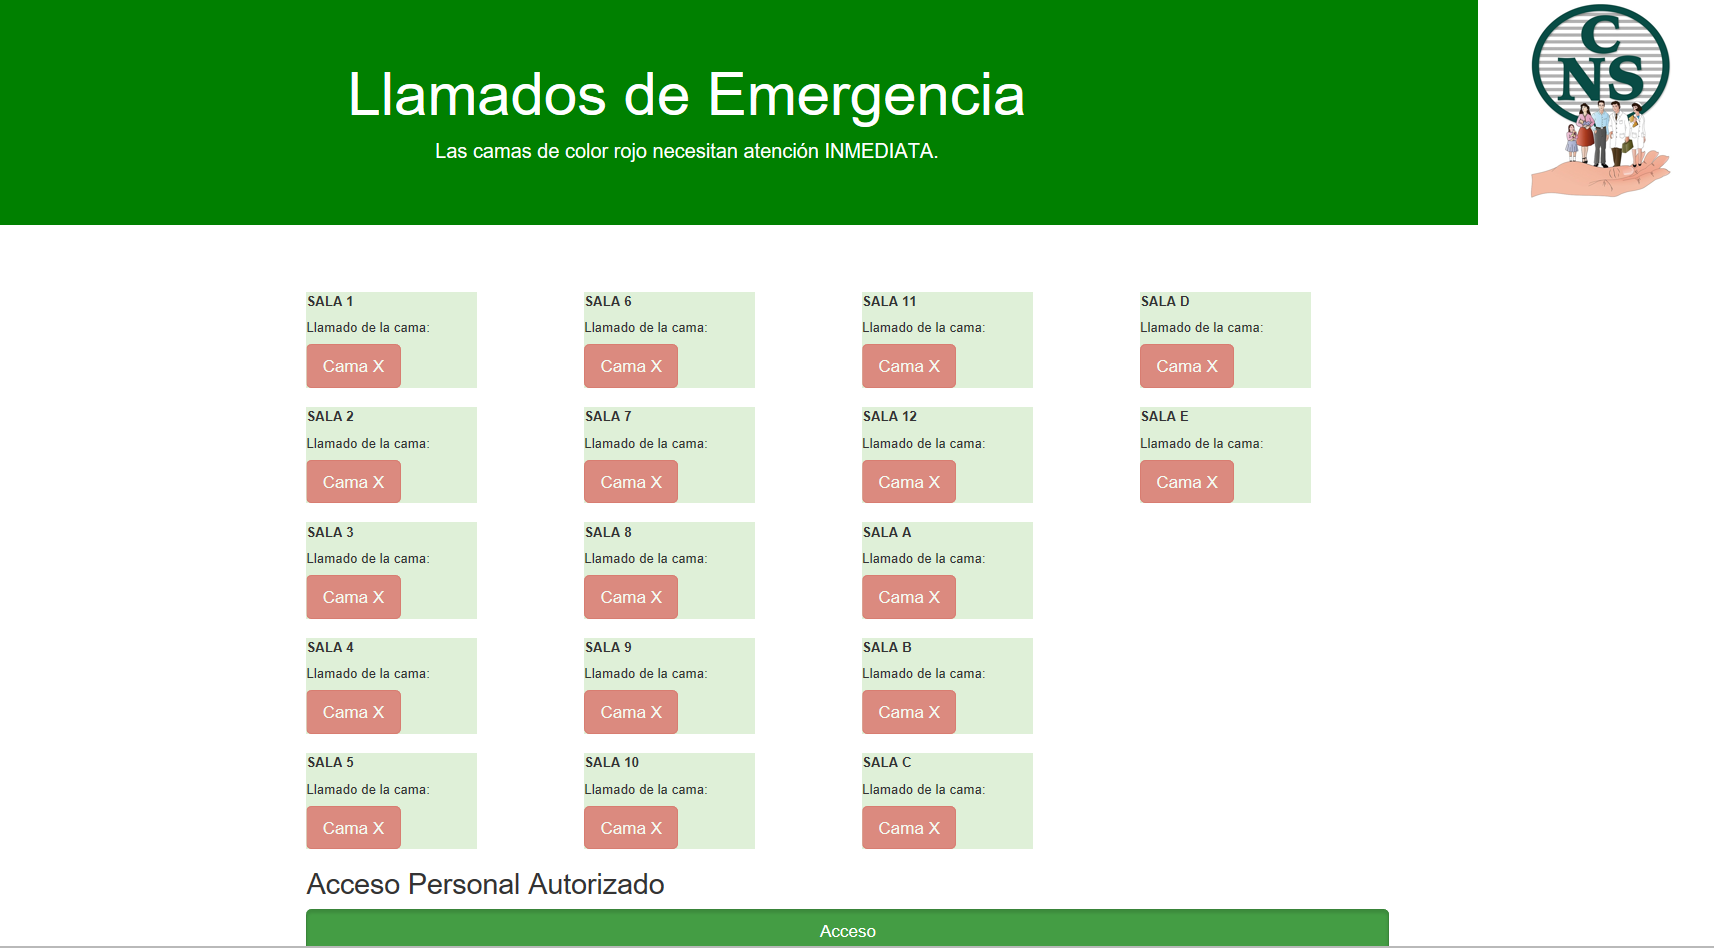 Llamados de Emergencia
Las camas de color rojo necesitan atención INMEDIATA.
C
NS
SALA 1
Llamado de la cama:
Cama X
SALA 2
Llamado de la cama:
Cama X
SALA 3
Llamado de la cama:
Cama X
SALA 4
Llamado de la cama:
Cama X
SALA 5
Llamado de la cama:
Cama X
SALA 6
Llamado de la cama:
Cama X
SALA 7
Llamado de la cama:
Cama X
SALA 8
Llamado de la cama:
Cama X
SALA 9
Llamado de la cama:
Cama X
SALA 10
Llamado de la cama:
Cama X
SALA 11
Llamado de la cama:
Cama X
SALA 12
Llamado de la cama:
Cama X
SALA A
Llamado de la cama:
Cama X
SALA B
Llamado de la cama:
Cama X
SALA C
Llamado de la cama:
Cama X
SALA D
Llamado de la cama:
Cama X
SALA E
Llamado de la cama:
Cama X
Acceso Personal Autorizado
Acceso